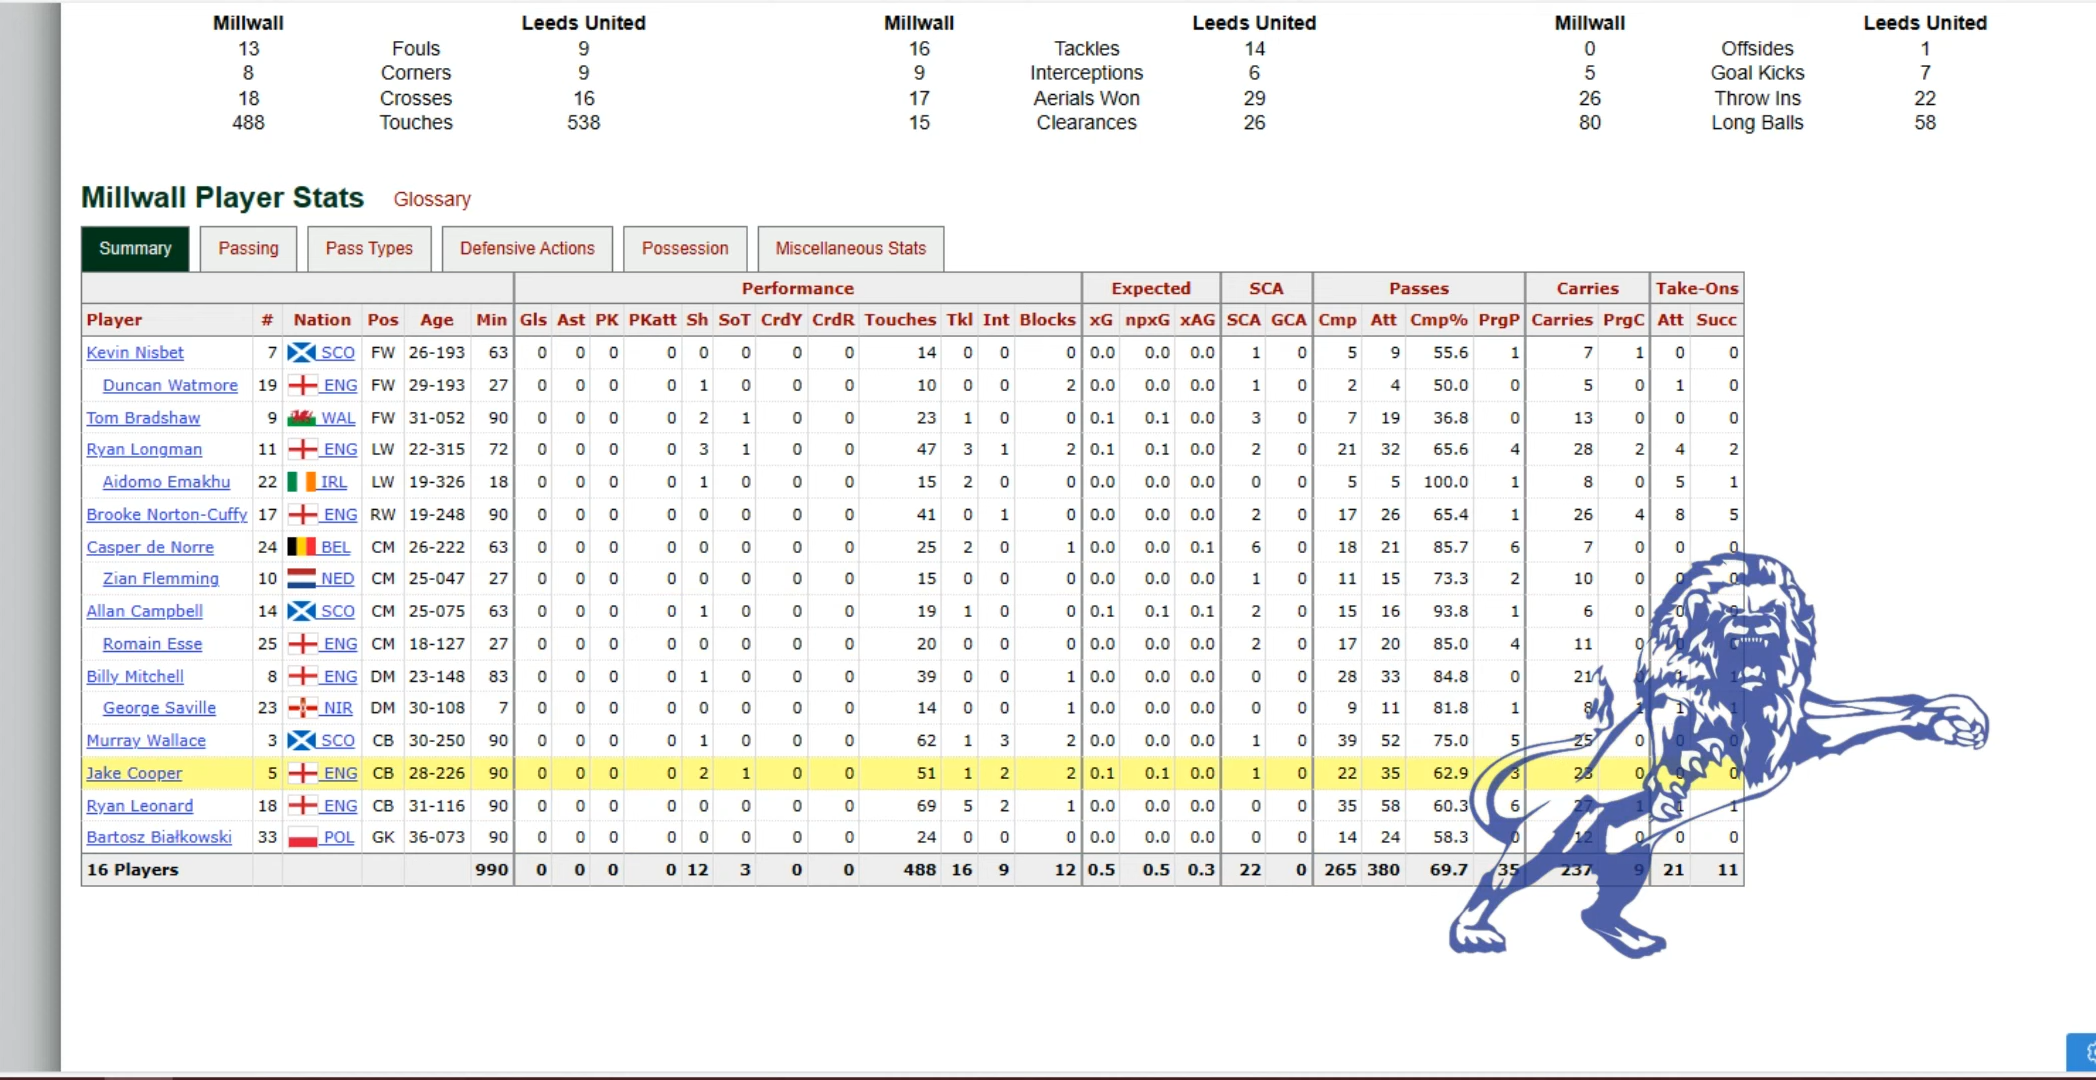 Millwall Leeds United Millwall Leeds United Millwall Leeds United
13 Fouls 9 16 Tackles 14 0 Offsides 1
8 Corners 9 9 Interceptions 6 5 Goal Kicks 7
18 Crosses 16 17 Aerials Won 29 26 Throw Ins 22
488 Touches 538 15 Clearances 26 80 Long Balls 58
Millwall Player Stats Glossary
Summary Passing Pass Types Defensive Actions Possession Miscellaneous Stats
Performance Expected SCA Passes Carries Take-Ons
Player # Nation Pos Age Min Gls Ast PK PKatt Sh SoT CrdY CrdR Touches Tkl Int Blocks xG npxG xAG SCA GCA Cmp Att Cmp% PrgP Carries PrgC Att Succ
Kevin Nisbet 7 SCO FW 26-193 63 0 0 0 0 0 0 0 0 14 0 0 0 0.0 0.0 0.0 1 0 5 9 55.6 1 7 1 0 0
Duncan Watmore 19 ENG FW 29-193 27 0 0 0 0 1 0 0 0 10 0 0 2 0.0 0.0 0.0 1 0 2 4 50.0 0 5 0 1 0
Tom Bradshaw 9 WAL FW 31-052 90 0 0 0 0 2 1 0 0 23 1 0 0 0.1 0.1 0.0 3 0 7 19 36.8 0 13 0 0 0
Ryan Longman 11 ENG LW 22-315 72 0 0 0 0 3 1 0 0 47 3 1 2 0.1 0.1 0.0 2 0 21 32 65.6 4 28 2 4 2
Aidomo Emakhu 22 IRL LW 19-326 18 0 0 0 0 1 0 0 0 15 2 0 0 0.0 0.0 0.0 0 0 5 5 100.0 1 8 0 5 1
Brooke Norton-Cuffy 17 ENG RW 19-248 90 0 0 0 0 0 0 0 0 41 0 1 0 0.0 0.0 0.0 2 0 17 26 65.4 1 26 4 8 5
Casper de Norre 24 BEL CM 26-222 63 0 0 0 0 0 0 0 0 25 2 0 1 0.0 0.0 0.1 6 0 18 21 85.7 6 7 0 0 0
Zian Flemming 10 NED CM 25-047 27 0 0 0 0 0 0 0 0 15 0 0 0 0.0 0.0 0.0 1 0 11 15 73.3 2 10 0 0 0
Allan Campbell 14 SCO CM 25-075 63 0 0 0 0 1 0 0 0 19 1 0 0 0.1 0.1 0.1 2 0 15 16 93.8 1 6 0 0
Romain Esse 25 ENG CM 18-127 27 0 0 0 0 0 0 0 0 20 0 0 0 0.0 0.0 0.0 2 0 17 20 85.0 4 11 0
Billy Mitchell 8 ENG DM 23-148 83 0 0 0 0 1 0 0 0 39 0 0 1 0.0 0.0 0.0 0 0 28 33 84.8 0 21
George Saville 23 NIR DM 30-108 7 0 0 0 0 0 0 0 0 14 0 0 1 0.0 0.0 0.0 0 0 9 11 81.8 1 8 1
Murray Wallace 3 SCO CB 30-250 90 0 0 0 0 1 0 0 0 62 1 3 2 0.0 0.0 0.0 1 0 39 52 75.0 5 25 0 0 0
Jake Cooper 5 ENG CB 28-226 90 0 0 0 0 2 1 0 0 51 1 2 2 0.1 0.1 0.0 1 0 22 35 62.9 3 23 0 0 0
Ryan Leonard 18 ENG CB 31-116 90 0 0 0 0 0 0 0 0 69 5 2 1 0.0 0.0 0.0 0 0 35 58 60.3 6 27 1 1 1
Bartosz Białkowski 33 POL GK 36-073 90 0 0 0 0 0 0 0 0 24 0 0 0 0.0 0.0 0.0 0 0 14 24 58.3 0 12 0 0 0
16 Players 990 0 0 0 0 12 3 0 0 488 16 9 12 0.5 0.5 0.3 22 0 265 380 69.7 35 237 9 21 11